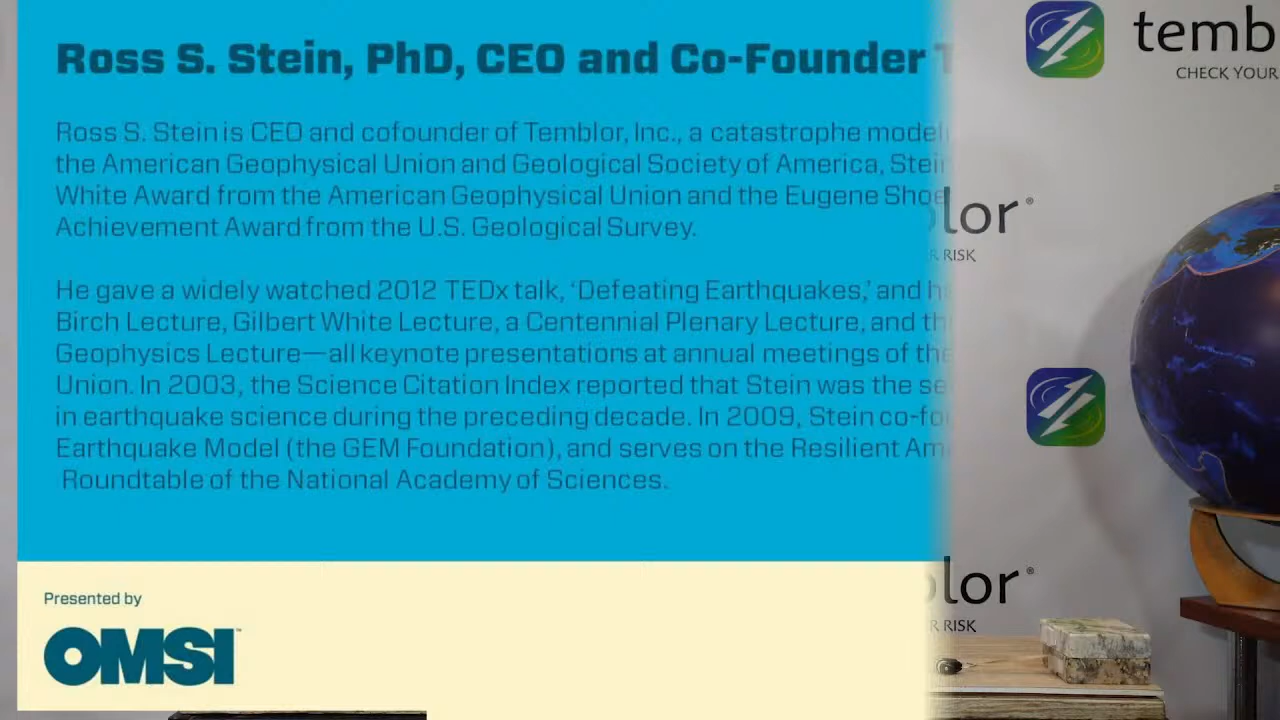 Ross S. Stein, PhD, CEO and Co-Founder T
Ross S. Stein is CEO and cofounder of Temblor, Inc., a catastrophe model
the American Geophysical Union and Geological Society of America, Stein
White Award from the American Geophysical Union and the Eugene Shoe
Achievement Award from the U.S. Geological Survey.
He gave a widely watched 2012 TEDx talk, ‘Defeating Earthquakes,’ and h
Birch Lecture, Gilbert White Lecture, a Centennial Plenary Lecture, and th
Geophysics Lecture—all keynote presentations at annual meetings of the
Union. In 2003, the Science Citation Index reported that Stein was the se
in earthquake science during the preceding decade. In 2009, Stein co-fo
Earthquake Model (the GEM Foundation), and serves on the Resilient Am
Roundtable of the National Academy of Sciences.
Presented by
OMSI™
temb
CHECK YOUR
lor®
R RISK
lor®
R RISK